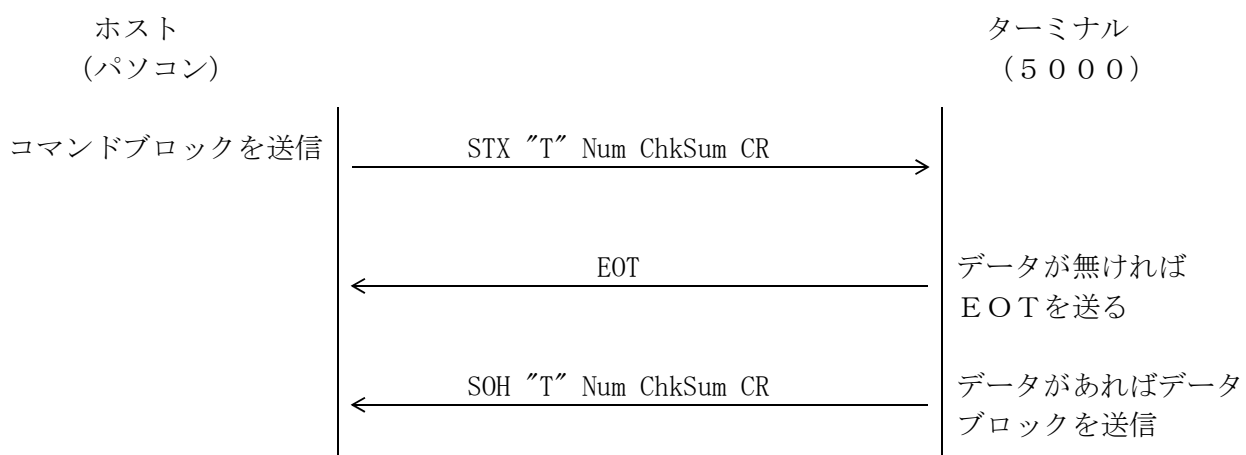 ホスト
(パソコン)
ターミナル
(５０００)
コマンドブロックを送信
STX ″T″ Num ChkSum CR
EOT
データが無ければ
ＥＯＴを送る
SOH ″T″ Num ChkSum CR
データがあればデータ
ブロックを送信